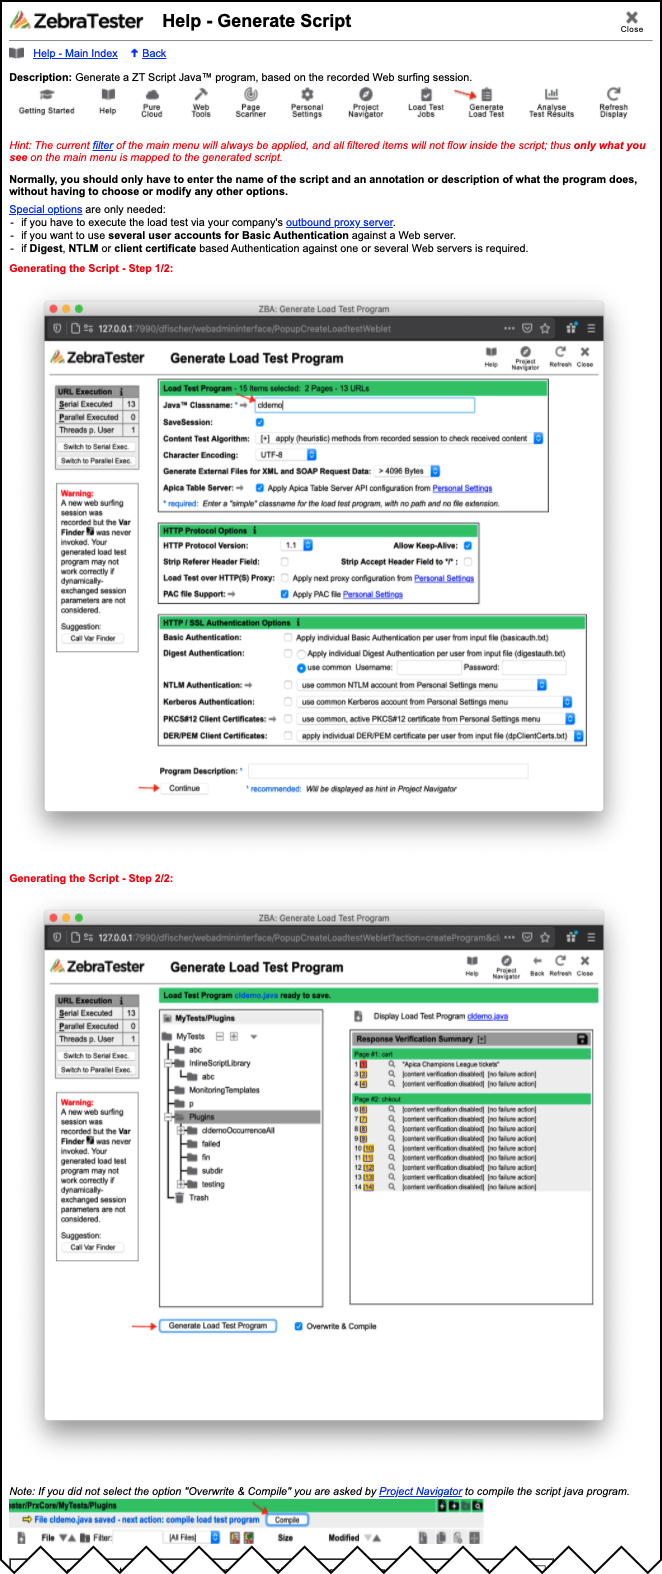 ZebraTester Help - Generate Script
Close
Help - Main Index Back
Description: Generate a ZT Script Java™ program, based on the recorded Web surfing session.
Getting Started Help Pure Cloud Web Tools Page Scanner Personal Settings Project Navigator Load Test Jobs Generate Load Test Analyse Test Results Refresh Display
Hint: The current filter of the main menu will always be applied, and all filtered items will not flow inside the script; thus only what you
see on the main menu is mapped to the generated script.
Normally, you should only have to enter the name of the script and an annotation or description of what the program does,
without having to choose or modify any other options.
Special options are only needed:
- if you have to execute the load test via your company's outbound proxy server.
- if you want to use several user accounts for Basic Authentication against a Web server.
- if Digest, NTLM or client certificate based Authentication against one or several Web servers is required.
Generating the Script - Step 1/2:
ZBA: Generate Load Test Program
127.0.0.1:7990/dfischer/webadmininterface/PopupCreateLoadtestWeblet
ZebraTester Generate Load Test Program
Help Project Navigator Refresh Close
URL Execution
Serial Executed 13
Parallel Executed 0
Threads p. User 1
Switch to Serial Exec.
Switch to Parallel Exec.
Warning:
A new web surfing
session was
recorded but the Var
Finder was never
invoked. Your
generated load test
program may not
work correctly if
dynamically-
exchanged session
parameters are not
considered.
Suggestion:
Call Var Finder
Load Test Program - 15 Items selected: 2 Pages - 13 URLs
Java™ Classname: * cldemo
SaveSession:
Content Test Algorithm: [+] apply (heuristic) methods from recorded session to check received content
Character Encoding: UTF-8
Generate External Files for XML and SOAP Request Data: > 4096 Bytes
Apica Table Server: Apply Apica Table Server API configuration from Personal Settings
* required: Enter a "simple" classname for the load test program, with no path and no file extension.
HTTP Protocol Options
HTTP Protocol Version: 1.1 Allow Keep-Alive:
Strip Referer Header Field: Strip Accept Header Field to */* :
Load Test over HTTP(S) Proxy: Apply next proxy configuration from Personal Settings
PAC file Support: Apply PAC file Personal Settings
HTTP / SSL Authentication Options
Basic Authentication: Apply individual Basic Authentication per user from input file (basicauth.txt)
Digest Authentication: Apply individual Digest Authentication per user from input file (digestauth.txt)
use common Username: Password:
NTLM Authentication: use common NTLM account from Personal Settings menu
Kerberos Authentication: use common Kerberos account from Personal Settings menu
PKCS#12 Client Certificates: use common, active PKCS#12 certificate from Personal Settings menu
DER/PEM Client Certificates: apply individual DER/PEM certificate per user from input file (dpClientCerts.txt)
Program Description: *
Continue * recommended: Will be displayed as hint in Project Navigator
Generating the Script - Step 2/2:
ZBA: Generate Load Test Program
127.0.0.1:7990/dfischer/webadmininterface/PopupCreateLoadtestWeblet?action=createProgram&cl
ZebraTester Generate Load Test Program
Help Project Navigator Back Refresh Close
URL Execution
Serial Executed 13
Parallel Executed 0
Threads p. User 1
Switch to Serial Exec.
Switch to Parallel Exec.
Warning:
A new web surfing
session was
recorded but the Var
Finder was never
invoked. Your
generated load test
program may not
work correctly if
dynamically-
exchanged session
parameters are not
considered.
Suggestion:
Call Var Finder
Load Test Program cldemo.java ready to save.
MyTests/Plugins
MyTests
abc
InlineScriptLibrary
abc
MonitoringTemplates
p
Plugins
cldemoOccurrenceAll
failed
fin
subdir
testing
Trash
Display Load Test Program cldemo.java
Response Verification Summary [+]
Page #1: cart
1 [1] "Apica Champions League tickets"
3 [3] [content verification disabled] [no failure action]
4 [4] [content verification disabled] [no failure action]
Page #2: chkout
6 [6] [content verification disabled] [no failure action]
7 [7] [content verification disabled] [no failure action]
8 [8] [content verification disabled] [no failure action]
9 [9] [content verification disabled] [no failure action]
10 [10] [content verification disabled] [no failure action]
11 [11] [content verification disabled] [no failure action]
12 [12] [content verification disabled] [no failure action]
13 [13] [content verification disabled] [no failure action]
14 [14] [content verification disabled] [no failure action]
Generate Load Test Program Overwrite & Compile
Note: If you did not select the option "Overwrite & Compile" you are asked by Project Navigator to compile the script java program.
ster/PrxCore/MyTests/Plugins
File cldemo.java saved - next action: compile load test program Compile
File Filter: [All Files] Size Modified